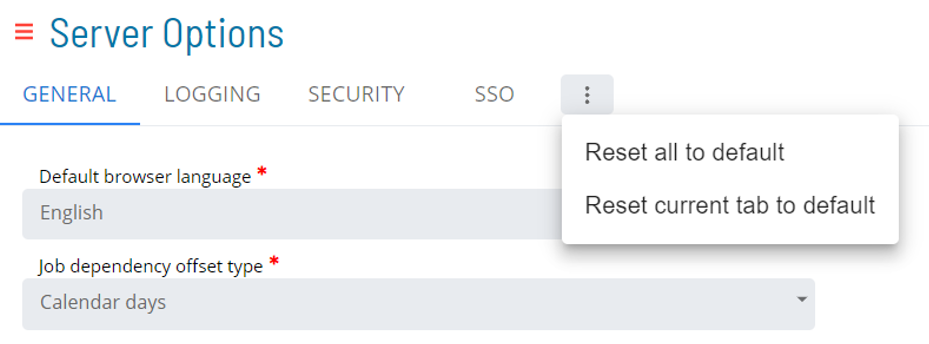 Server Options
GENERAL LOGGING SECURITY SSO
Reset all to default
Reset current tab to default
Default browser language *
English
Job dependency offset type *
Calendar days